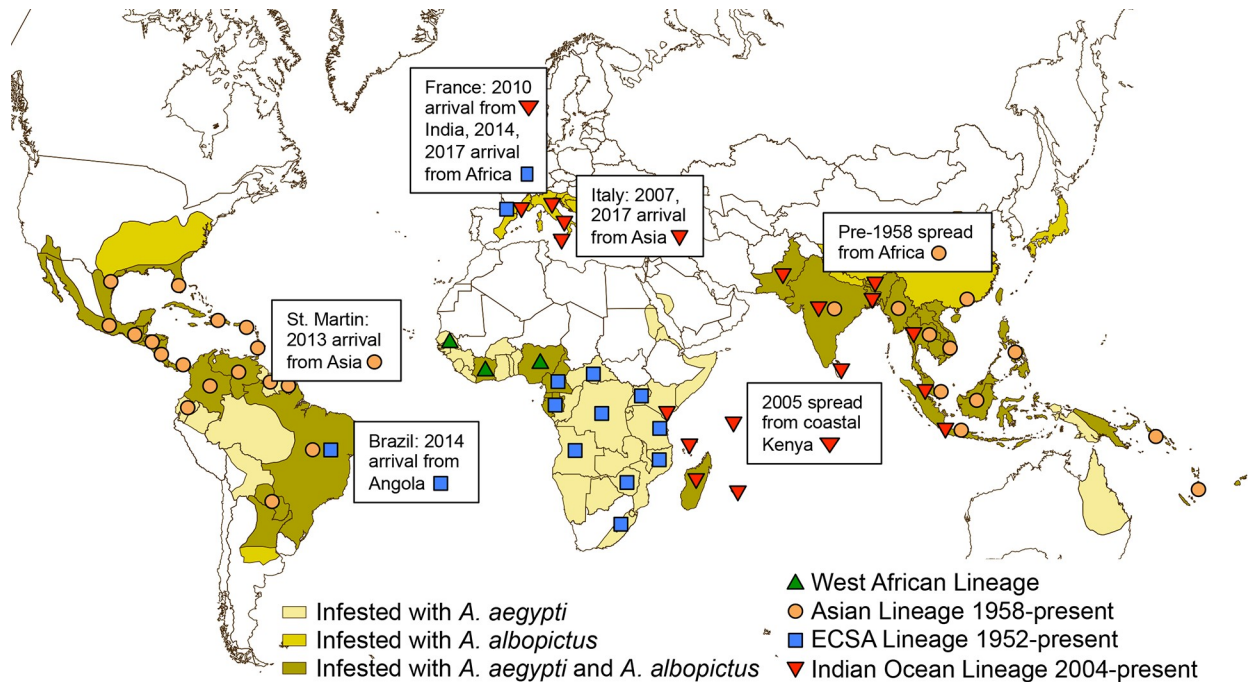 France: 2010
arrival from
India, 2014,
2017 arrival
from Africa
Italy: 2007,
2017 arrival
from Asia
Pre-1958 spread
from Africa
St. Martin:
2013 arrival
from Asia
2005 spread
from coastal
Kenya
Brazil: 2014
arrival from
Angola
Infested with A. aegypti
Infested with A. albopictus
Infested with A. aegypti and A. albopictus
West African Lineage
Asian Lineage 1958-present
ECSA Lineage 1952-present
Indian Ocean Lineage 2004-present